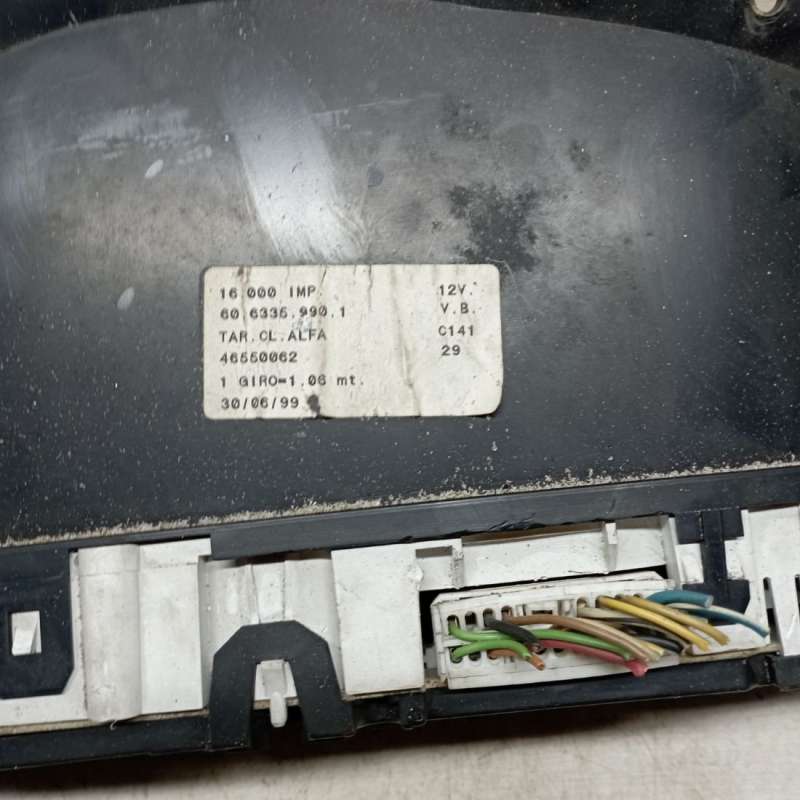 16.000 IMP. 12V.
60.6335.990.1 V.B.
TAR.CL.ALFA C141
46550062 29
1 GIRO=1,06 mt.
30/06/99